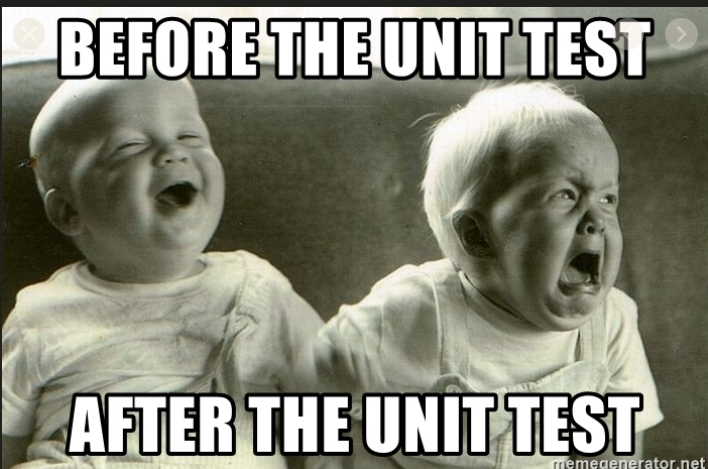 BEFORE THE UNIT TEST
AFTER THE UNIT TEST
memegenerator.net